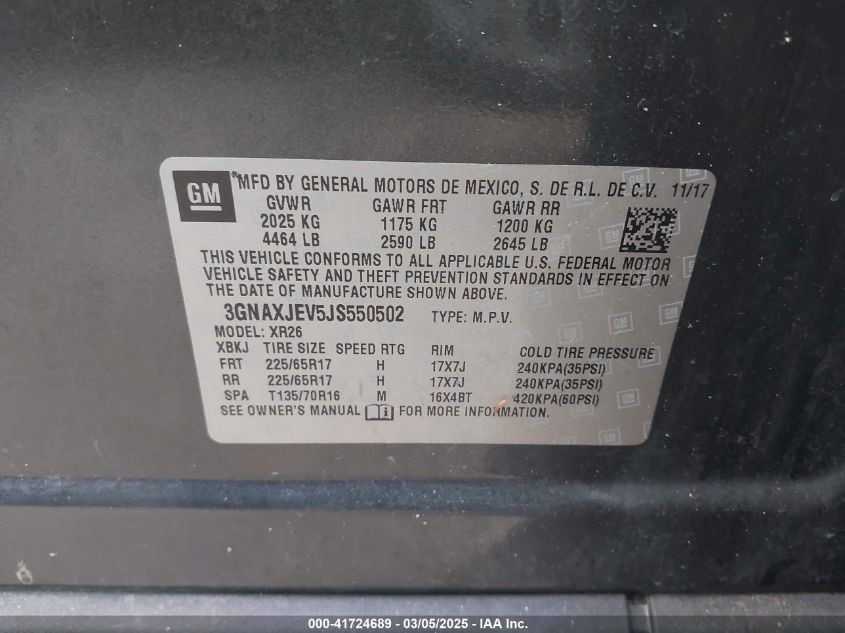 GM
®MFD BY GENERAL MOTORS DE MEXICO, S. DE R.L. DE C.V. 11/17
GVWR GAWR FRT GAWR RR
2025 KG 1175 KG 1200 KG
4464 LB 2590 LB 2645 LB
THIS VEHICLE CONFORMS TO ALL APPLICABLE U.S. FEDERAL MOTOR
VEHICLE SAFETY AND THEFT PREVENTION STANDARDS IN EFFECT ON
THE DATE OF MANUFACTURE SHOWN ABOVE.
3GNAXJEV5JS550502 TYPE: M.P.V.
MODEL: XR26
XBKJ TIRE SIZE SPEED RTG RIM COLD TIRE PRESSURE
FRT 225/65R17 H 17X7J 240KPA(35PSI)
RR 225/65R17 H 17X7J 240KPA(35PSI)
SPA T135/70R16 M 16X4BT 420KPA(60PSI)
SEE OWNER'S MANUAL FOR MORE INFORMATION.
000-41724689 - 03/05/2025 - IAA Inc.